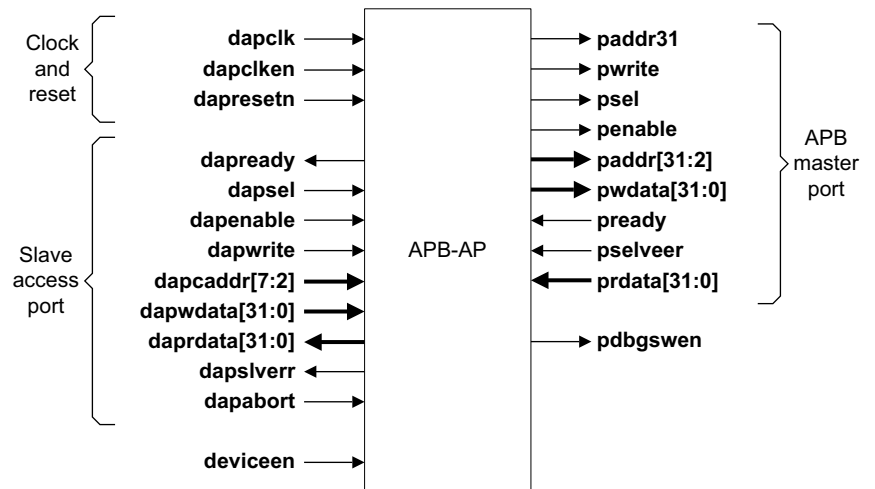 Clock
and
reset
dapclk
dapclken
dapresetn
Slave
access
port
dapready
dapsel
dapenable
dapwrite
dapcaddr[7:2]
dapwdata[31:0]
daprdata[31:0]
dapslverr
dapabort
deviceen
APB-AP
paddr31
pwrite
psel
penable
paddr[31:2]
pwdata[31:0]
pready
pselveer
prdata[31:0]
pdbgswen
APB
master
port